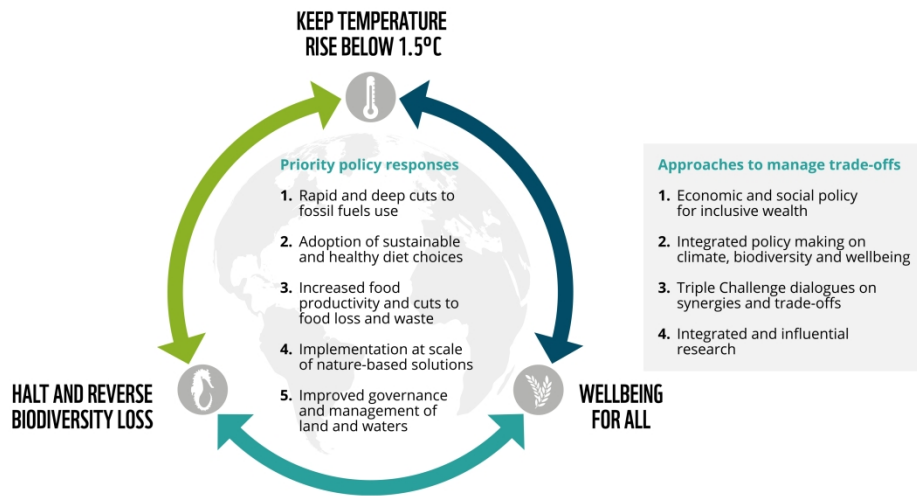 KEEP TEMPERATURE
RISE BELOW 1.5ºC
Priority policy responses
1. Rapid and deep cuts to
fossil fuels use
2. Adoption of sustainable
and healthy diet choices
3. Increased food
productivity and cuts to
food loss and waste
4. Implementation at scale
of nature-based solutions
5. Improved governance
and management of
land and waters
Approaches to manage trade-offs
1. Economic and social policy
for inclusive wealth
2. Integrated policy making on
climate, biodiversity and wellbeing
3. Triple Challenge dialogues on
synergies and trade-offs
4. Integrated and influential
research
HALT AND REVERSE
BIODIVERSITY LOSS
WELLBEING
FOR ALL